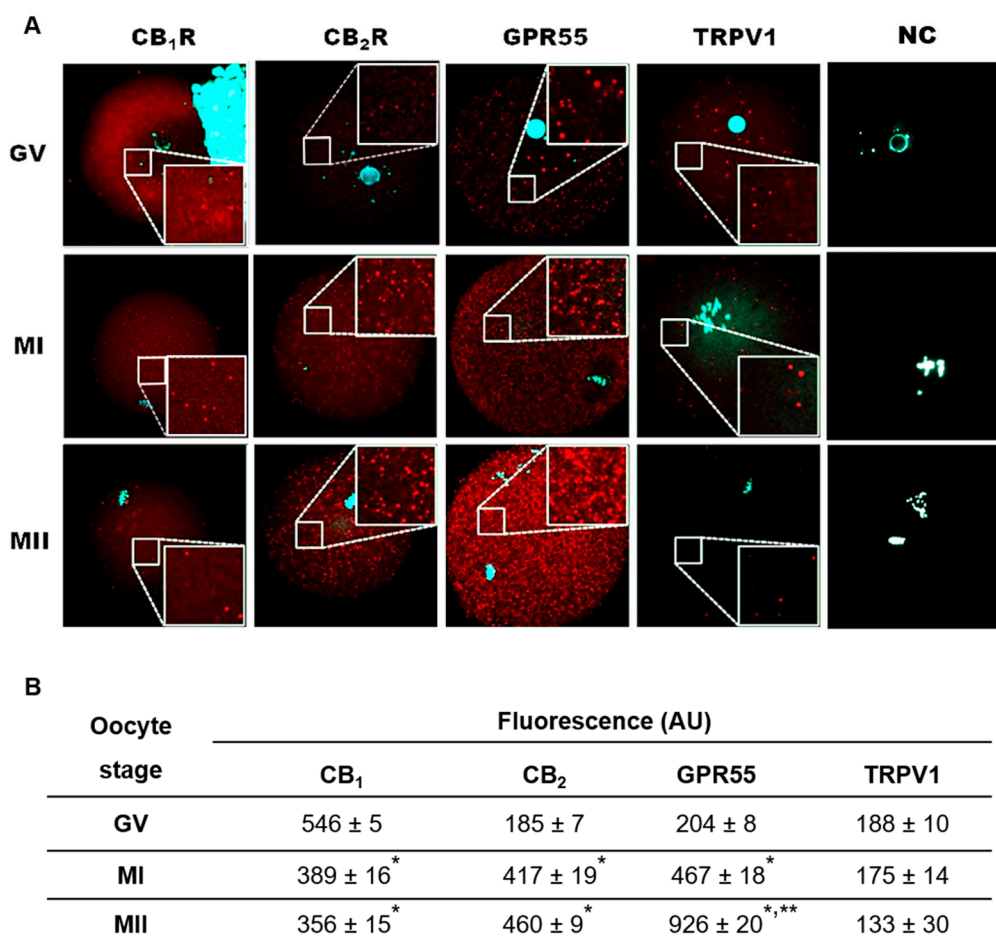 A
CB₁R CB₂R GPR55 TRPV1 NC
GV
MI
MII
B
Oocyte stage Fluorescence (AU)
CB₁ CB₂ GPR55 TRPV1
GV 546 ± 5 185 ± 7 204 ± 8 188 ± 10
MI 389 ± 16* 417 ± 19* 467 ± 18* 175 ± 14
MII 356 ± 15* 460 ± 9* 926 ± 20*,** 133 ± 30